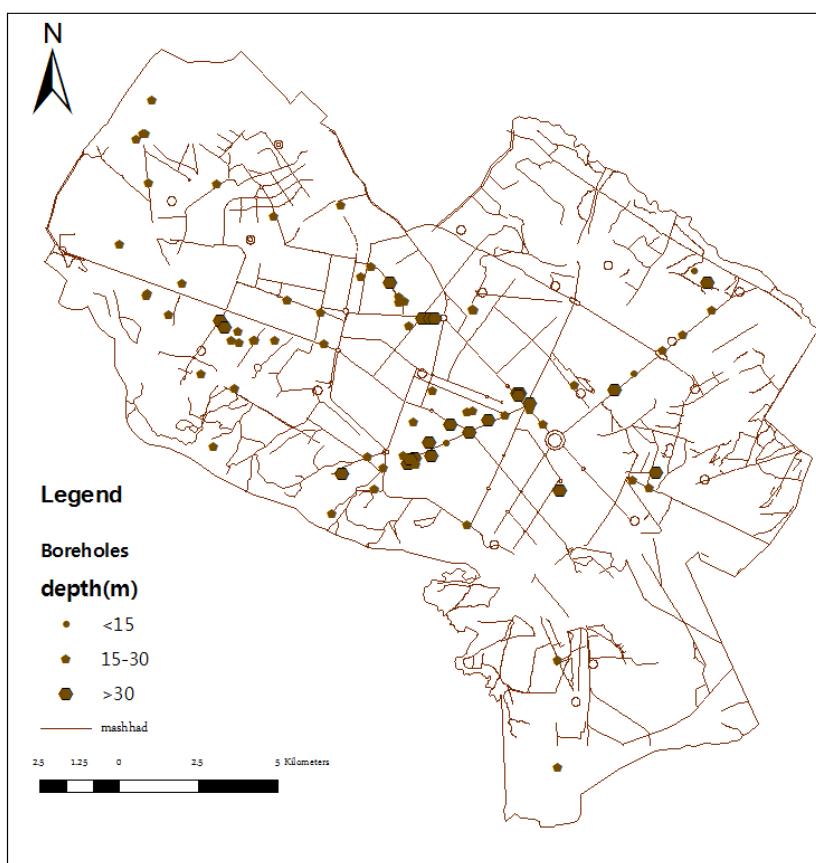 N
Legend
Boreholes
depth(m)
<15
15-30
>30
mashhad
2.5 1.25 0 2.5 5 Kilometers